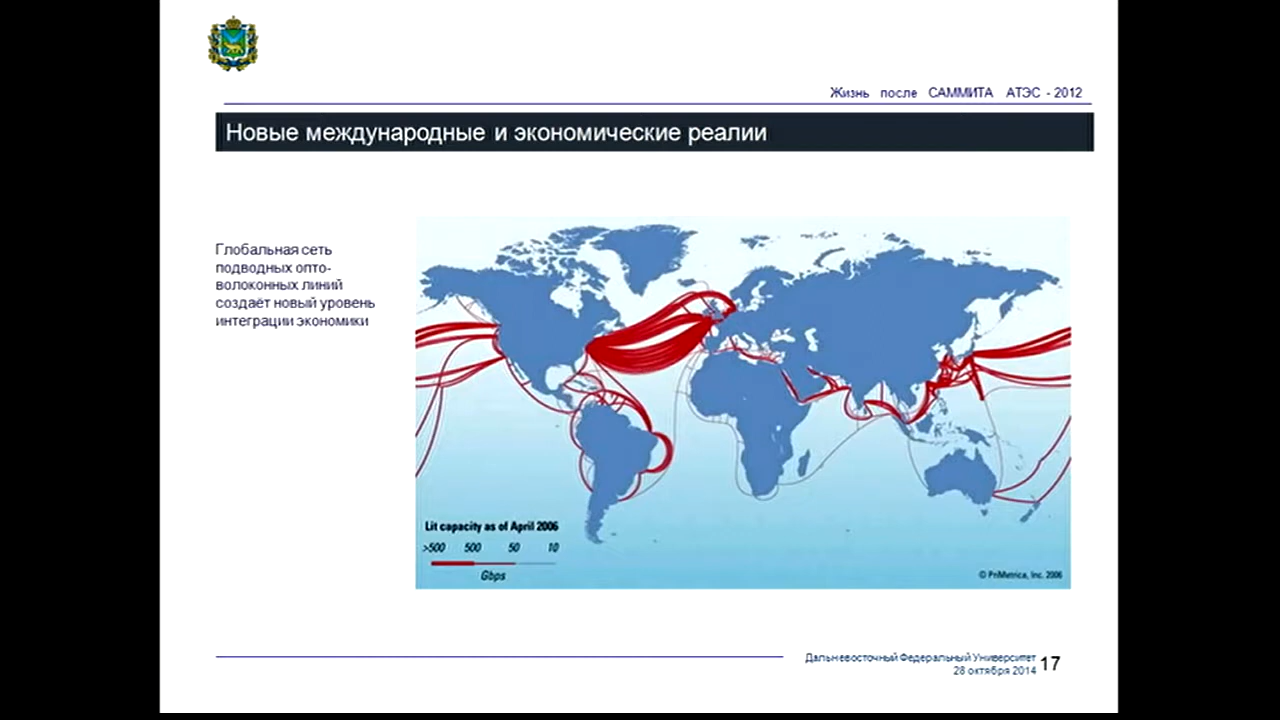 Жизнь после САММИТА АТЭС - 2012
Новые международные и экономические реалии
Глобальная сеть
подводных опто-
волоконных линий
создаёт новый уровень
интеграции экономики
Lit capacity as of April 2006
>500 500 50 10
Gbps
© PriMetrica, Inc. 2006
Дальневосточный Федеральный Университет
28 октября 2014
17